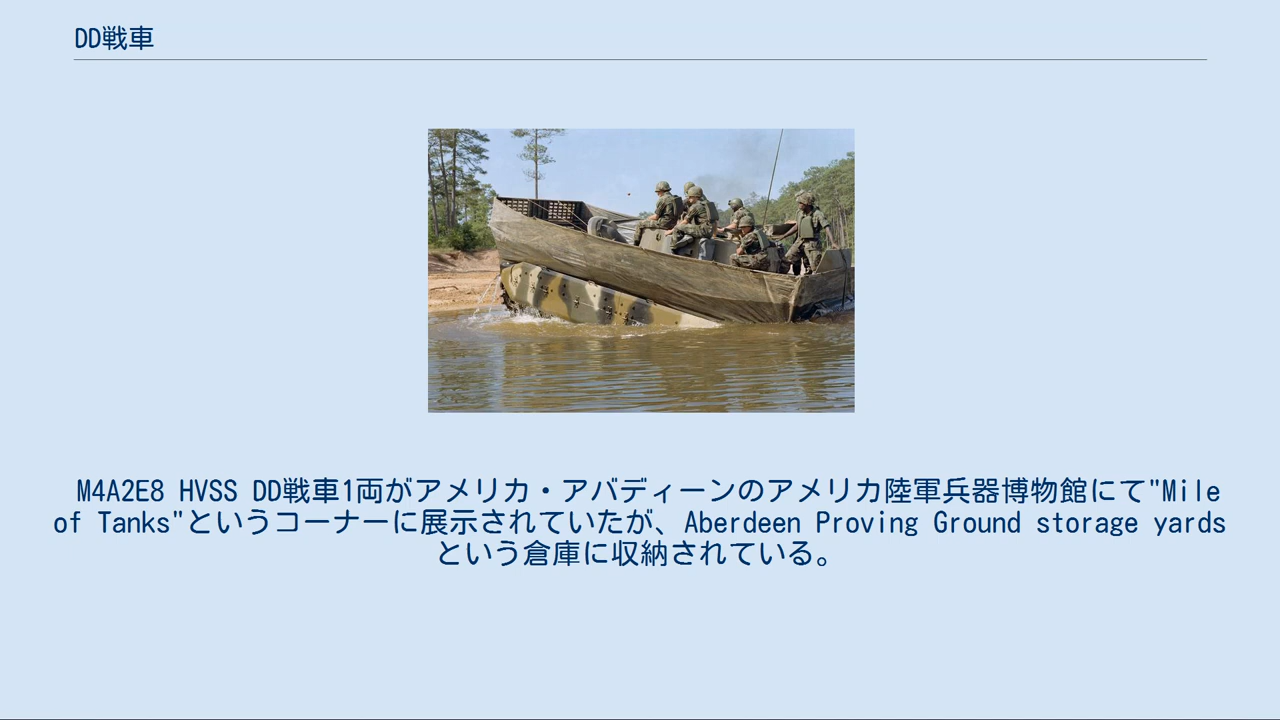 DD戦車
M4A2E8 HVSS DD戦車1両がアメリカ・アバディーンのアメリカ陸軍兵器博物館にて"Mile
of Tanks"というコーナーに展示されていたが、Aberdeen Proving Ground storage yards
という倉庫に収納されている。